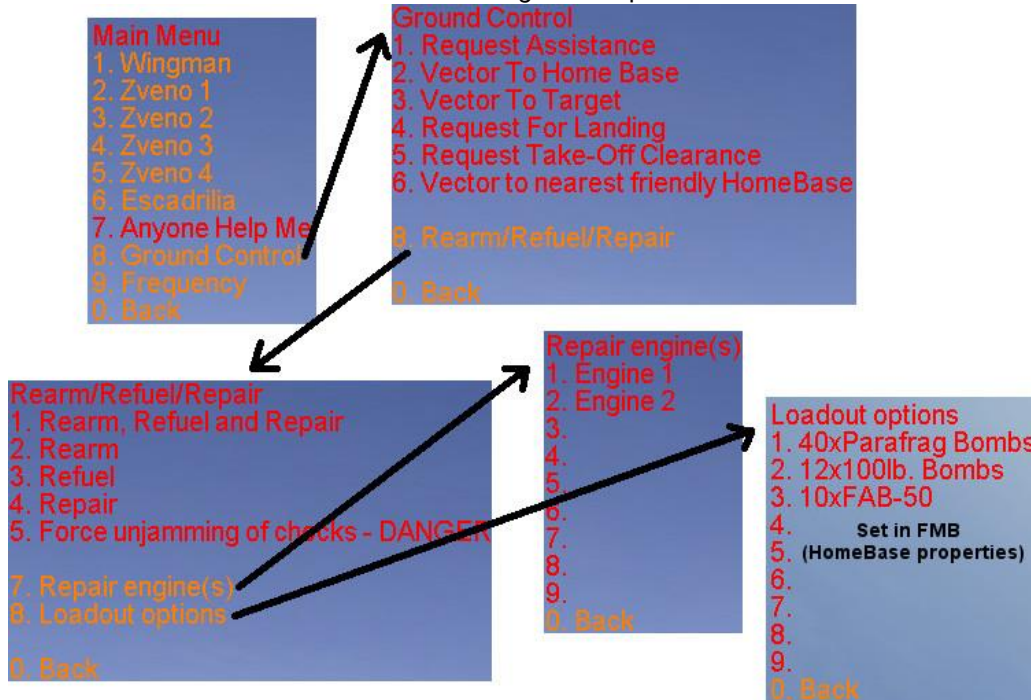 Main Menu
1. Wingman
2. Zveno 1
3. Zveno 2
4. Zveno 3
5. Zveno 4
6. Escadrilia
7. Anyone Help Me
8. Ground Control
9. Frequency
0. Back
Ground Control
1. Request Assistance
2. Vector To Home Base
3. Vector To Target
4. Request For Landing
5. Request Take-Off Clearance
6. Vector to nearest friendly HomeBase
8. Rearm/Refuel/Repair
0. Back
Rearm/Refuel/Repair
1. Rearm, Refuel and Repair
2. Rearm
3. Refuel
4. Repair
5. Force unjamming of checks - DANGER
7. Repair engine(s)
8. Loadout options
0. Back
Repair engine(s)
1. Engine 1
2. Engine 2
3.
4.
5.
6.
7.
8.
9.
0. Back
Loadout options
1. 40xParafrag Bombs
2. 12x100lb. Bombs
3. 10xFAB-50
4.
Set in FMB
5.
(HomeBase properties)
6.
7.
8.
9.
0. Back